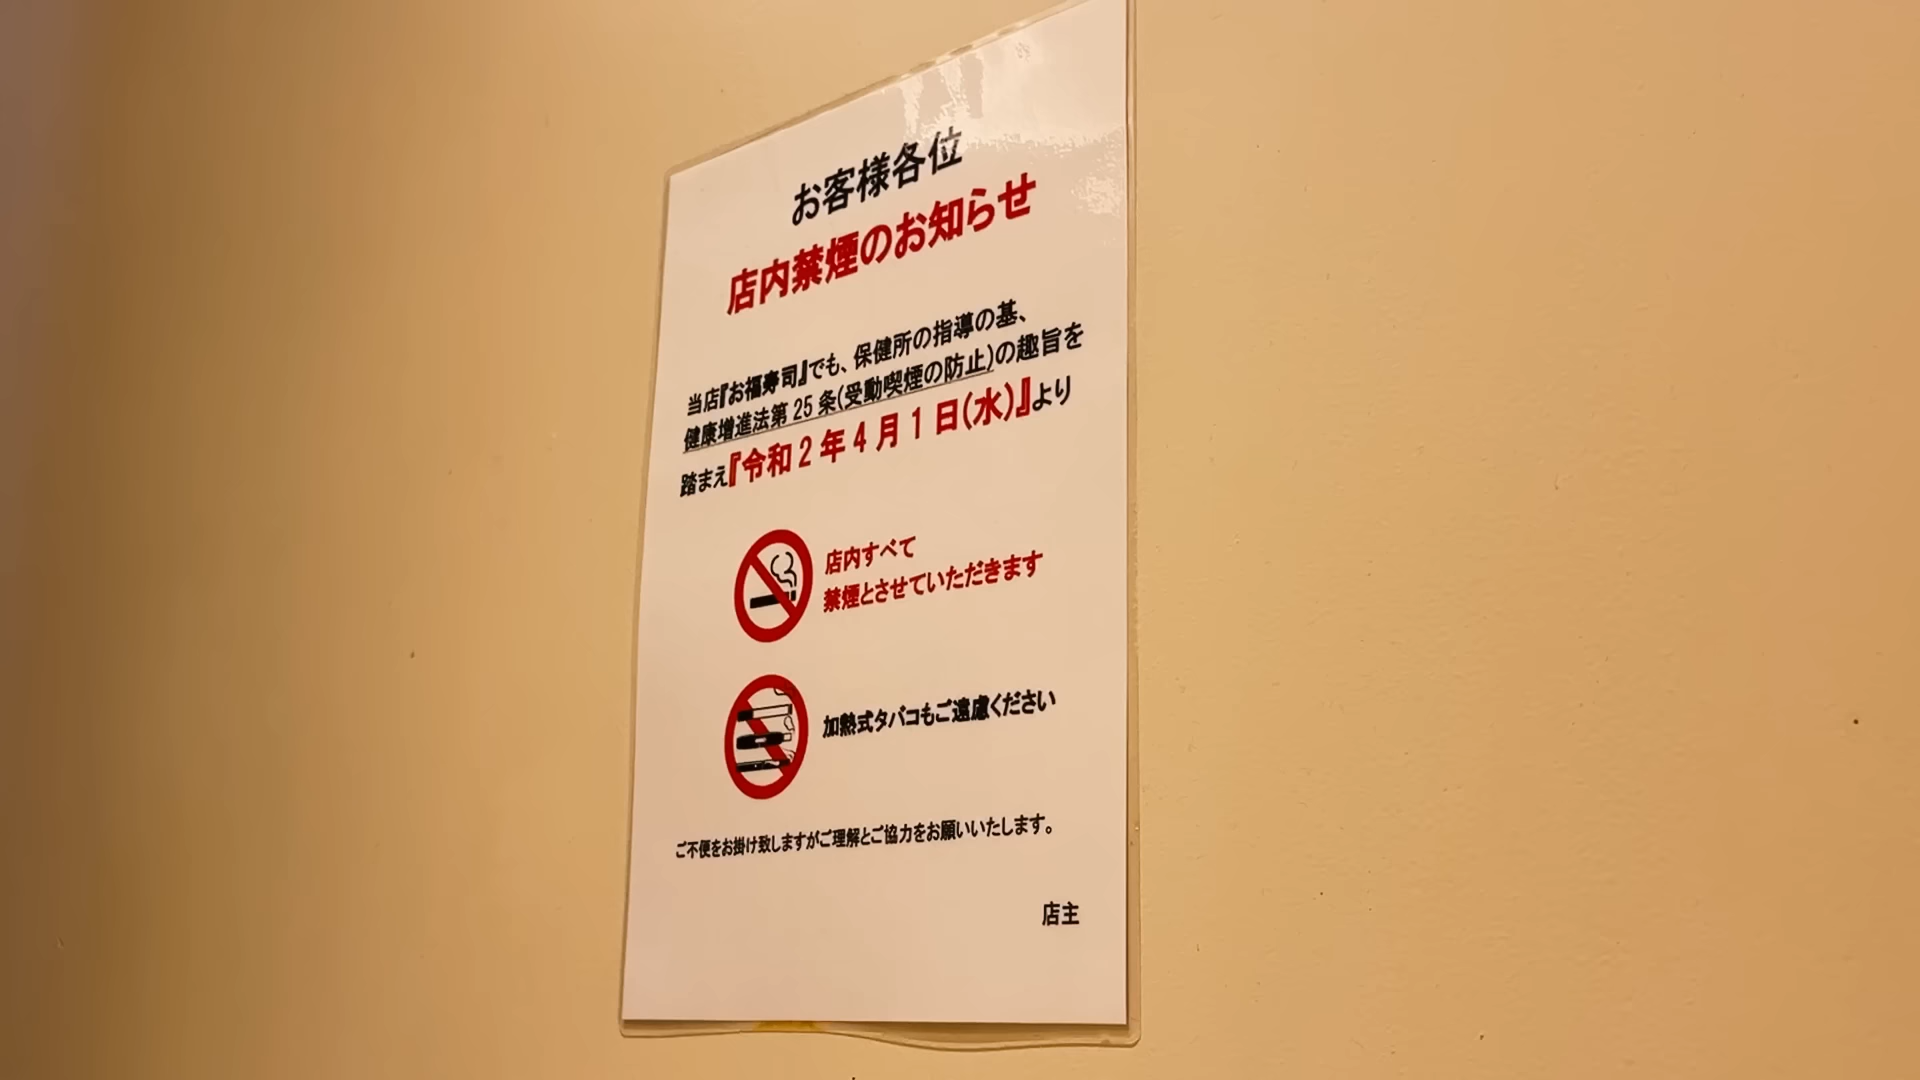 お客様各位
店内禁煙のお知らせ
当店『お福寿司』でも、保健所の指導の基、
健康増進法第25条(受動喫煙の防止)の趣旨を
踏まえ『令和2年4月1日(水)』より
店内すべて
禁煙とさせていただきます
加熱式タバコもご遠慮ください
ご不便をお掛け致しますがご理解とご協力をお願いいたします。
店主